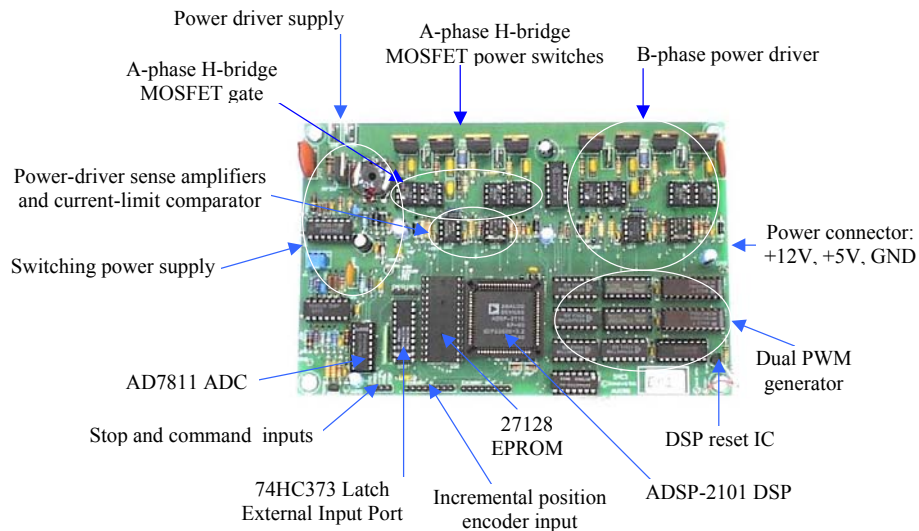 Power driver supply
A-phase H-bridge
MOSFET power switches
B-phase power driver
A-phase H-bridge
MOSFET gate
Power-driver sense amplifiers
and current-limit comparator
Switching power supply
Power connector:
+12V, +5V, GND
ANALOG
DEVICES
Dual PWM
generator
AD7811 ADC
DSP reset IC
Stop and command inputs
27128
EPROM
74HC373 Latch
External Input Port
Incremental position
encoder input
ADSP-2101 DSP